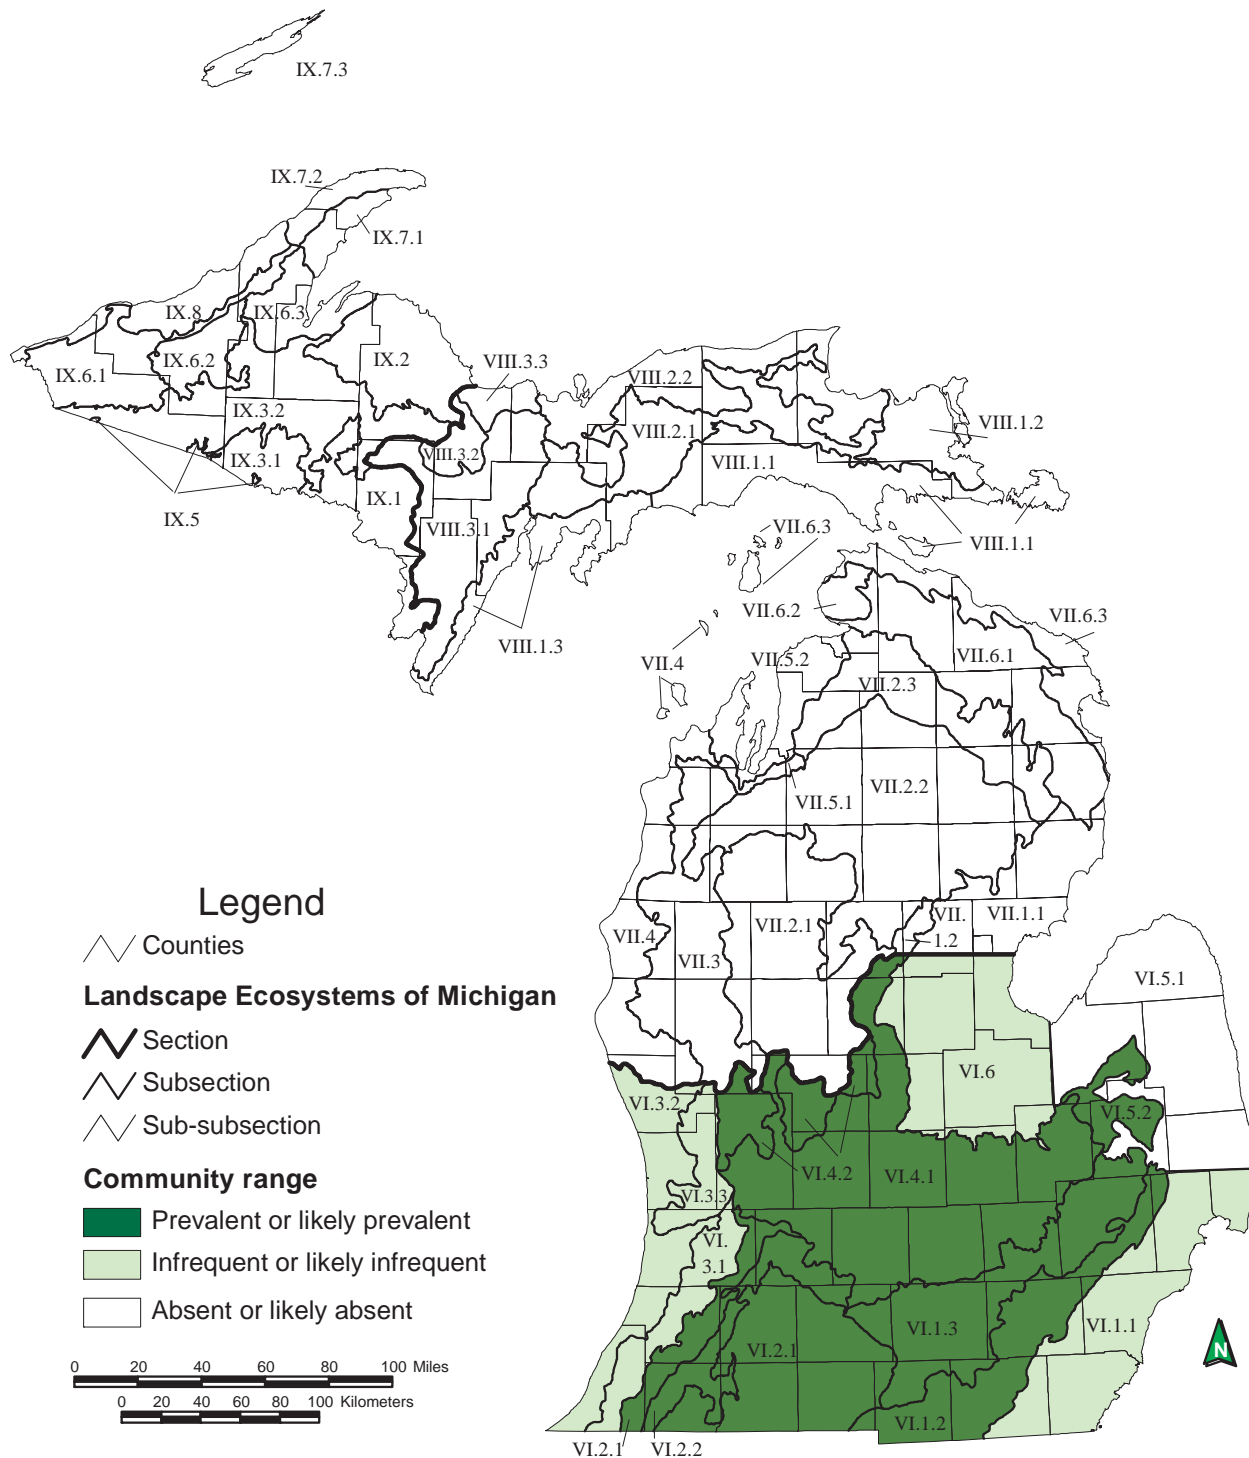 IX.7.3
IX.7.2
IX.7.1
IX.8
IX.6.3
IX.2
VIII.3.3
IX.6.2
IX.6.1
VIII.2.2
IX.3.2
VIII.2.1
VIII.1.2
VIII.3.2
IX.3.1
VIII.1.1
IX.1
IX.5
VIII.3.1
VII.6.3
VIII.1.1
VII.6.2
VII.6.3
VIII.1.3
VII.4
VII.5.2
VII.6.1
VII.2.3
VII.5.1
VII.2.2
Legend
Counties
Landscape Ecosystems of Michigan
Section
Subsection
Sub-subsection
Community range
Prevalent or likely prevalent
Infrequent or likely infrequent
Absent or likely absent
0 20 40 60 80 100 Miles
0 20 40 60 80 100 Kilometers
VII.4
VII.3
VII.2.1
VII.
1.2
VII.1.1
VI.5.1
VI.6
VI.3.2
VI.5.2
VI.4.2
VI.4.1
VI.3.3
VI.
3.1
VI.1.3
VI.1.1
VI.2.1
N
VI.1.2
VI.2.1
VI.2.2